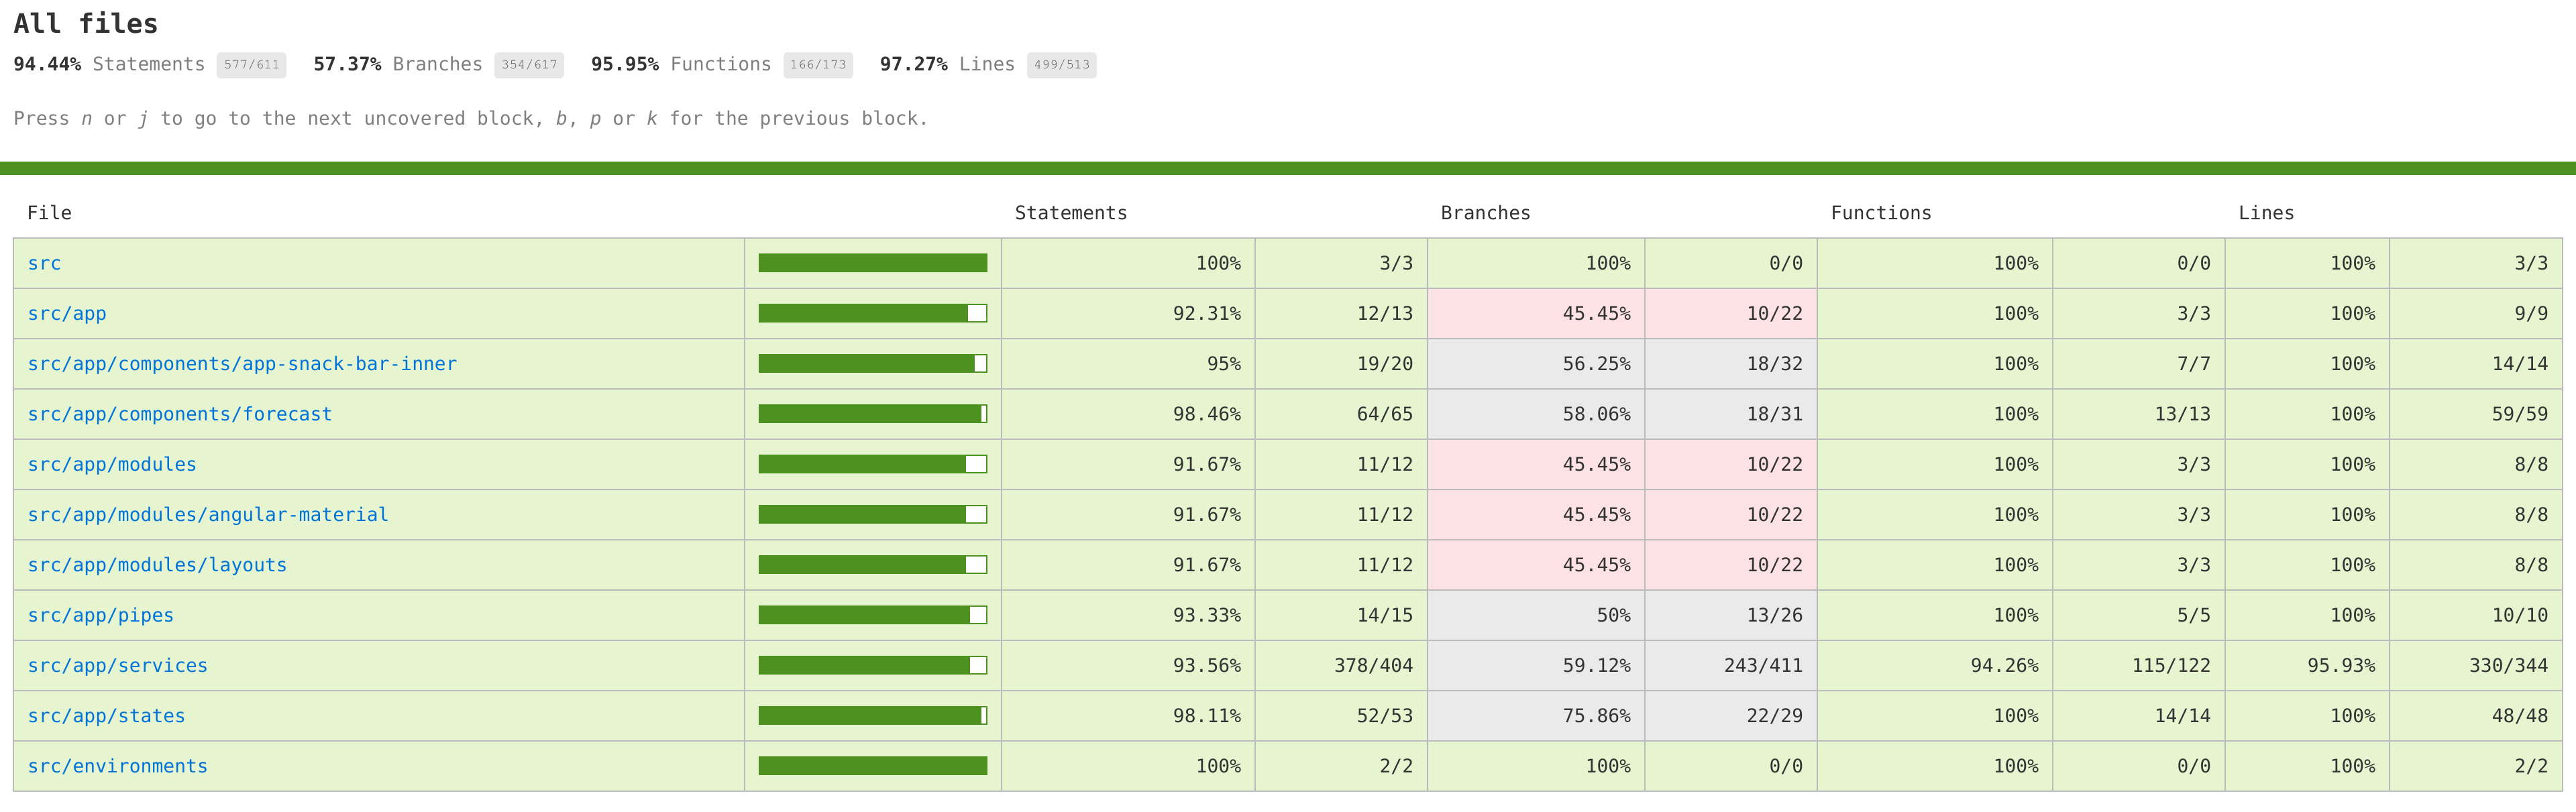 All files
94.44% Statements 577/611 57.37% Branches 354/617 95.95% Functions 166/173 97.27% Lines 499/513
Press n or j to go to the next uncovered block, b, p or k for the previous block.
File Statements Branches Functions Lines
src 100% 3/3 100% 0/0 100% 0/0 100% 3/3
src/app 92.31% 12/13 45.45% 10/22 100% 3/3 100% 9/9
src/app/components/app-snack-bar-inner 95% 19/20 56.25% 18/32 100% 7/7 100% 14/14
src/app/components/forecast 98.46% 64/65 58.06% 18/31 100% 13/13 100% 59/59
src/app/modules 91.67% 11/12 45.45% 10/22 100% 3/3 100% 8/8
src/app/modules/angular-material 91.67% 11/12 45.45% 10/22 100% 3/3 100% 8/8
src/app/modules/layouts 91.67% 11/12 45.45% 10/22 100% 3/3 100% 8/8
src/app/pipes 93.33% 14/15 50% 13/26 100% 5/5 100% 10/10
src/app/services 93.56% 378/404 59.12% 243/411 94.26% 115/122 95.93% 330/344
src/app/states 98.11% 52/53 75.86% 22/29 100% 14/14 100% 48/48
src/environments 100% 2/2 100% 0/0 100% 0/0 100% 2/2